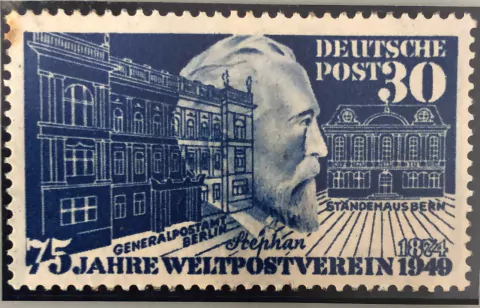 DEUTSCHE
POST 30
STÄNDEHAUS BERN
GENERALPOSTAMT
BERLIN
Stephan
1874
75 JAHRE WELTPOSTVEREIN 1949